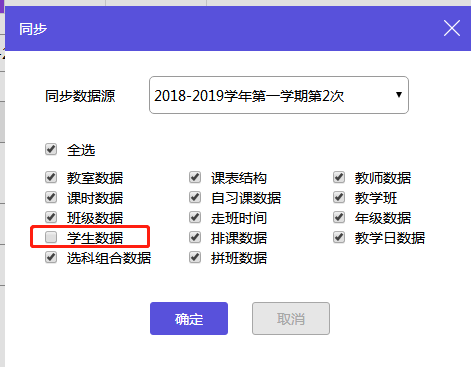 同步
同步数据源 2018-2019学年第一学期第2次
全选
教室数据 课表结构 教师数据
课时数据 自习课数据 教学班
班级数据 走班时间 年级数据
学生数据 排课数据 教学日数据
选科组合数据 拼班数据
确定 取消